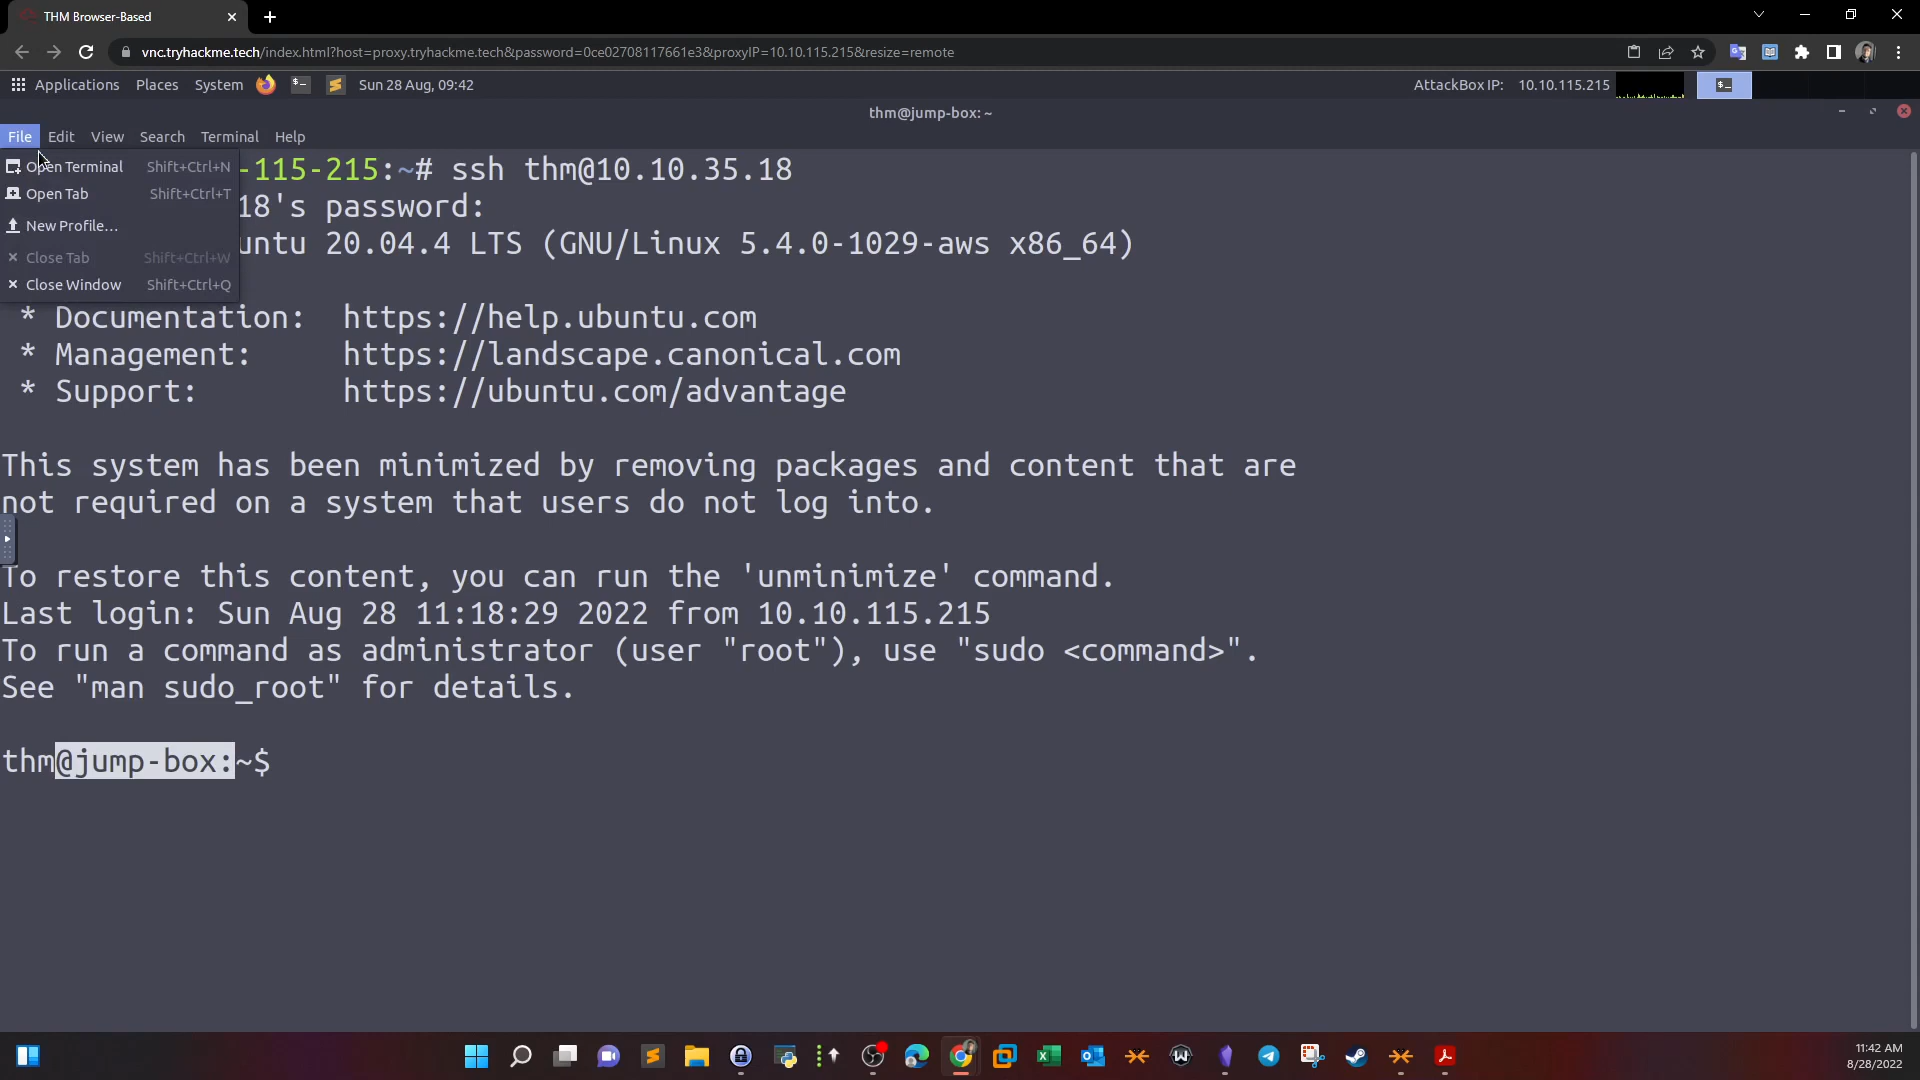 THM Browser-Based
vnc.tryhackme.tech/index.html?host=proxy.tryhackme.tech&password=0ce02708117661e3&proxyIP=10.10.115.215&resize=remote
Applications Places System Sun 28 Aug, 09:42 AttackBox IP: 10.10.115.215
thm@jump-box: ~
File Edit View Search Terminal Help
Open Terminal Shift+Ctrl+N
Open Tab Shift+Ctrl+T
New Profile...
Close Tab Shift+Ctrl+W
Close Window Shift+Ctrl+Q
-115-215:~# ssh thm@10.10.35.18
18's password:
untu 20.04.4 LTS (GNU/Linux 5.4.0-1029-aws x86_64)
* Documentation: https://help.ubuntu.com
* Management: https://landscape.canonical.com
* Support: https://ubuntu.com/advantage
This system has been minimized by removing packages and content that are
not required on a system that users do not log into.
To restore this content, you can run the 'unminimize' command.
Last login: Sun Aug 28 11:18:29 2022 from 10.10.115.215
To run a command as administrator (user "root"), use "sudo <command>".
See "man sudo_root" for details.
thm@jump-box:~$
11:42 AM
8/28/2022